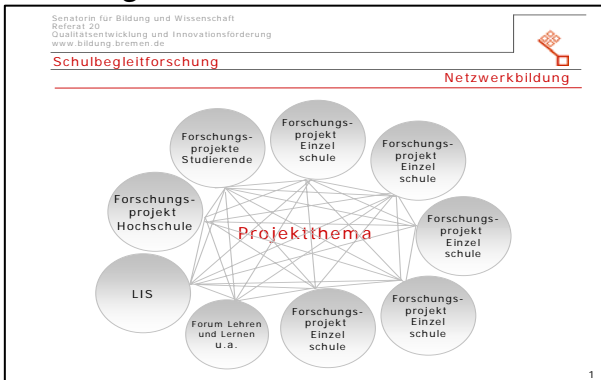 Senatorin für Bildung und Wissenschaft
Referat 20
Qualitätsentwicklung und Innovationsförderung
www.bildung.bremen.de
Schulbegleitforschung
Netzwerkbildung
Forschungs-
projekte
Studierende
Forschungs-
projekt
Einzel
schule
Forschungs-
projekt
Einzel
schule
Forschungs-
projekt
Hochschule
Projektthema
Forschungs-
projekt
Einzel
schule
LIS
Forum Lehren
und Lernen
u.a.
Forschungs-
projekt
Einzel
schule
Forschungs-
projekt
Einzel
schule
1